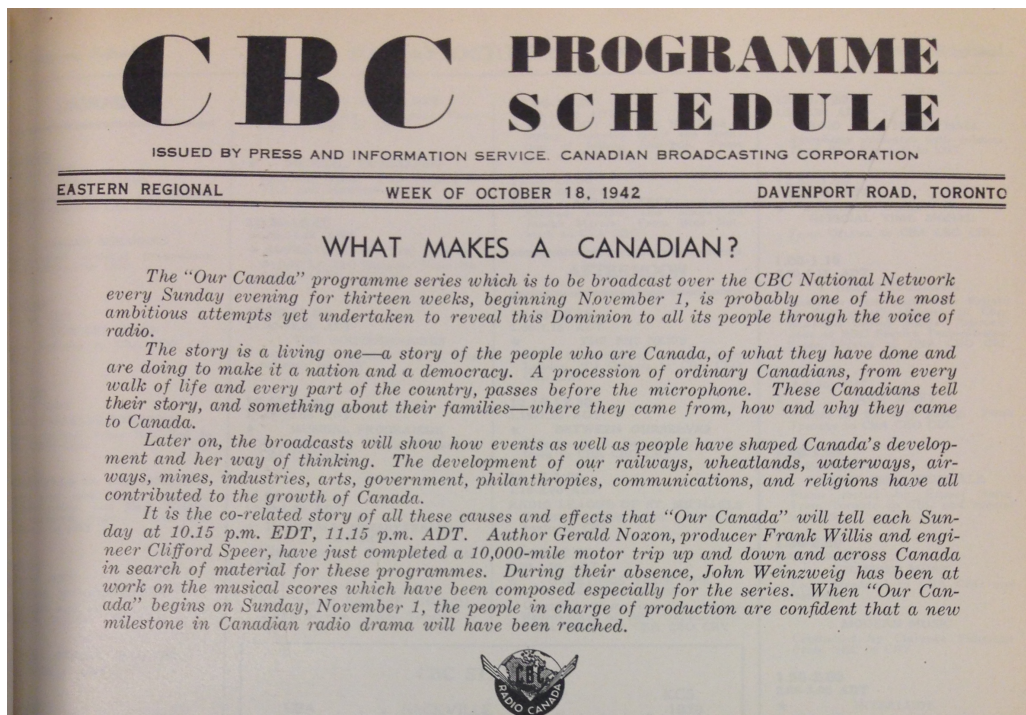 CBC PROGRAMME SCHEDULE
ISSUED BY PRESS AND INFORMATION SERVICE. CANADIAN BROADCASTING CORPORATION
EASTERN REGIONAL WEEK OF OCTOBER 18, 1942 DAVENPORT ROAD, TORONTO
WHAT MAKES A CANADIAN?
The "Our Canada" programme series which is to be broadcast over the CBC National Network
every Sunday evening for thirteen weeks, beginning November 1, is probably one of the most
ambitious attempts yet undertaken to reveal this Dominion to all its people through the voice of
radio.
The story is a living one—a story of the people who are Canada, of what they have done and
are doing to make it a nation and a democracy. A procession of ordinary Canadians, from every
walk of life and every part of the country, passes before the microphone. These Canadians tell
their story, and something about their families—where they came from, how and why they came
to Canada.
Later on, the broadcasts will show how events as well as people have shaped Canada's develop-
ment and her way of thinking. The development of our railways, wheatlands, waterways, air-
ways, mines, industries, arts, government, philanthropies, communications, and religions have all
contributed to the growth of Canada.
It is the co-related story of all these causes and effects that "Our Canada" will tell each Sun-
day at 10.15 p.m. EDT, 11.15 p.m. ADT. Author Gerald Noxon, producer Frank Willis and engi-
neer Clifford Speer, have just completed a 10,000-mile motor trip up and down and across Canada
in search of material for these programmes. During their absence, John Weinzweig has been at
work on the musical scores which have been composed especially for the series. When "Our Can-
ada" begins on Sunday, November 1, the people in charge of production are confident that a new
milestone in Canadian radio drama will have been reached.
CBC
RADIO CANADA